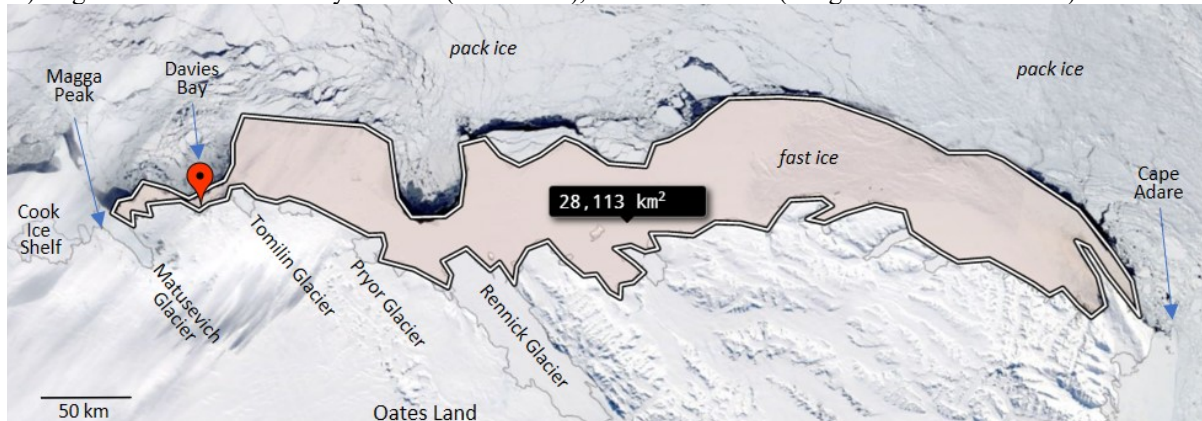 pack ice
pack ice
Magga
Peak
Davies
Bay
fast ice
Cape
Adare
28,113 km²
Cook
Ice
Shelf
Tomilin Glacier
Matusevich
Glacier
Pryor Glacier
Rennick Glacier
50 km
Oates Land